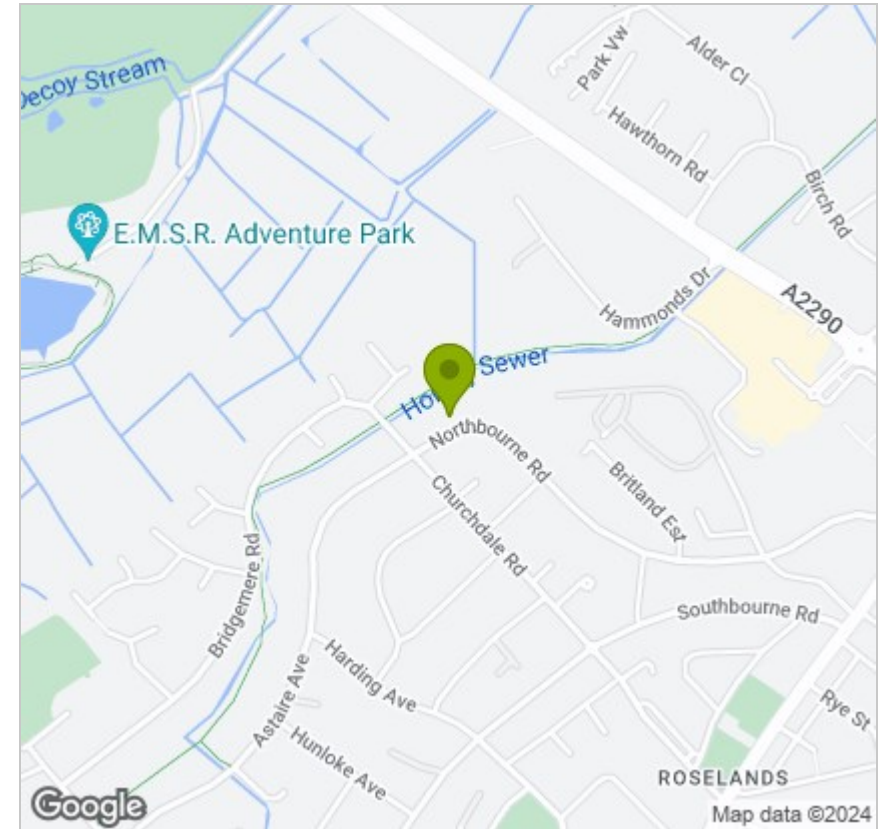 Decoy Stream
Park Vw
Alder Cl
Hawthorn Rd
Birch Rd
E.M.S.R. Adventure Park
Hammonds Dr
A2290
Sewer
Northbourne Rd
Churchdale Rd
Britland Est
Bridgemere Rd
Southbourne Rd
Harding Ave
Astaire Ave
Hunloke Ave
Rye St
ROSELANDS
Google
Map data ©2024